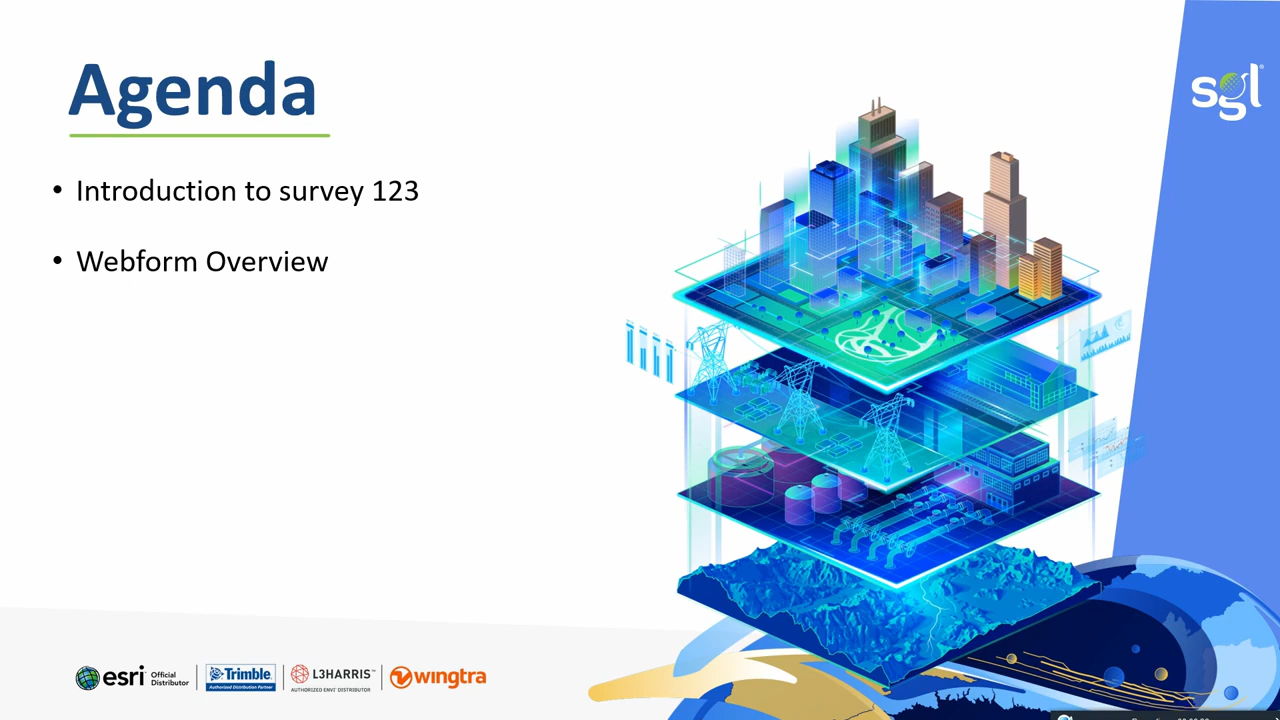 Agenda
sgl
• Introduction to survey 123
• Webform Overview
esri Official Distributor
Trimble
Authorized Distribution Partner
L3HARRIS™
AUTHORIZED ENVI® DISTRIBUTOR
wingtra